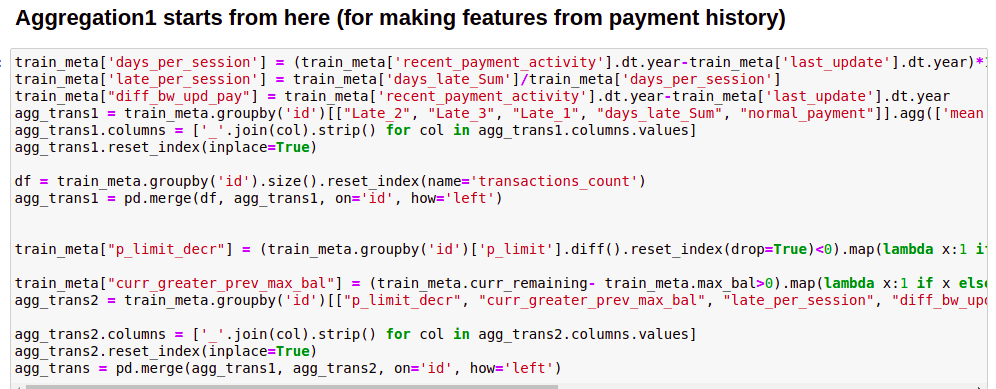 Aggregation1 starts from here (for making features from payment history)
train_meta['days_per_session'] = (train_meta['recent_payment_activity'].dt.year-train_meta['last_update'].dt.year)*
train_meta['late_per_session'] = train_meta['days_late_Sum']/train_meta['days_per_session']
train_meta["diff_bw_upd_pay"] = train_meta['recent_payment_activity'].dt.year-train_meta['last_update'].dt.year
agg_trans1 = train_meta.groupby('id')[["Late_2", "Late_3", "Late_1", "days_late_Sum", "normal_payment"]].agg(['mean
agg_trans1.columns = ['_'.join(col).strip() for col in agg_trans1.columns.values]
agg_trans1.reset_index(inplace=True)
df = train_meta.groupby('id').size().reset_index(name='transactions_count')
agg_trans1 = pd.merge(df, agg_trans1, on='id', how='left')
train_meta["p_limit_decr"] = (train_meta.groupby('id')['p_limit'].diff().reset_index(drop=True)<0).map(lambda x:1 if
train_meta["curr_greater_prev_max_bal"] = (train_meta.curr_remaining- train_meta.max_bal>0).map(lambda x:1 if x else
agg_trans2 = train_meta.groupby('id')[["p_limit_decr", "curr_greater_prev_max_bal", "late_per_session", "diff_bw_upd
agg_trans2.columns = ['_'.join(col).strip() for col in agg_trans2.columns.values]
agg_trans2.reset_index(inplace=True)
agg_trans = pd.merge(agg_trans1, agg_trans2, on='id', how='left')